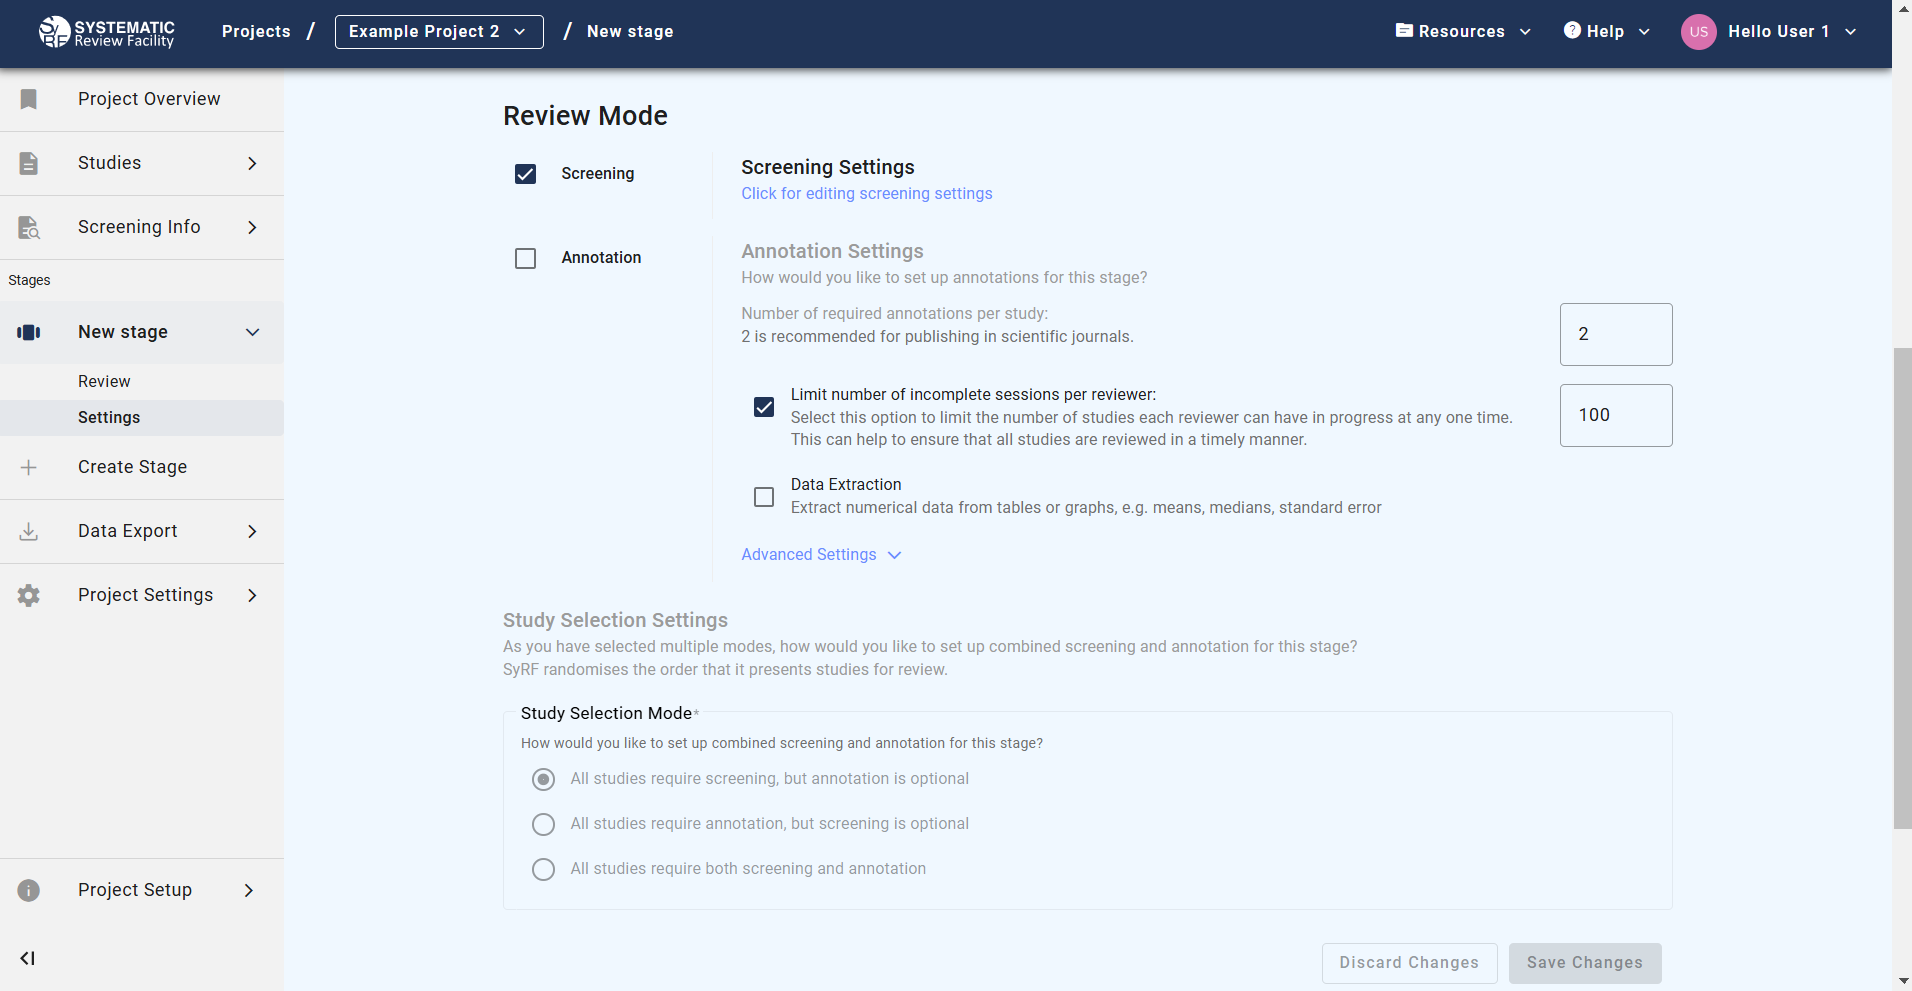 SYSTEMATIC
Review Facility
SyRF
Projects / Example Project 2 / New stage
Resources
? Help
US Hello User 1
Project Overview
Studies
Screening Info
Stages
New stage
Review
Settings
Create Stage
Data Export
Project Settings
Project Setup
Review Mode
Screening
Screening Settings
Click for editing screening settings
Annotation
Annotation Settings
How would you like to set up annotations for this stage?
Number of required annotations per study:
2 is recommended for publishing in scientific journals.
2
Limit number of incomplete sessions per reviewer:
Select this option to limit the number of studies each reviewer can have in progress at any one time.
This can help to ensure that all studies are reviewed in a timely manner.
100
Data Extraction
Extract numerical data from tables or graphs, e.g. means, medians, standard error
Advanced Settings
Study Selection Settings
As you have selected multiple modes, how would you like to set up combined screening and annotation for this stage?
SyRF randomises the order that it presents studies for review.
Study Selection Mode*
How would you like to set up combined screening and annotation for this stage?
All studies require screening, but annotation is optional
All studies require annotation, but screening is optional
All studies require both screening and annotation
Discard Changes
Save Changes